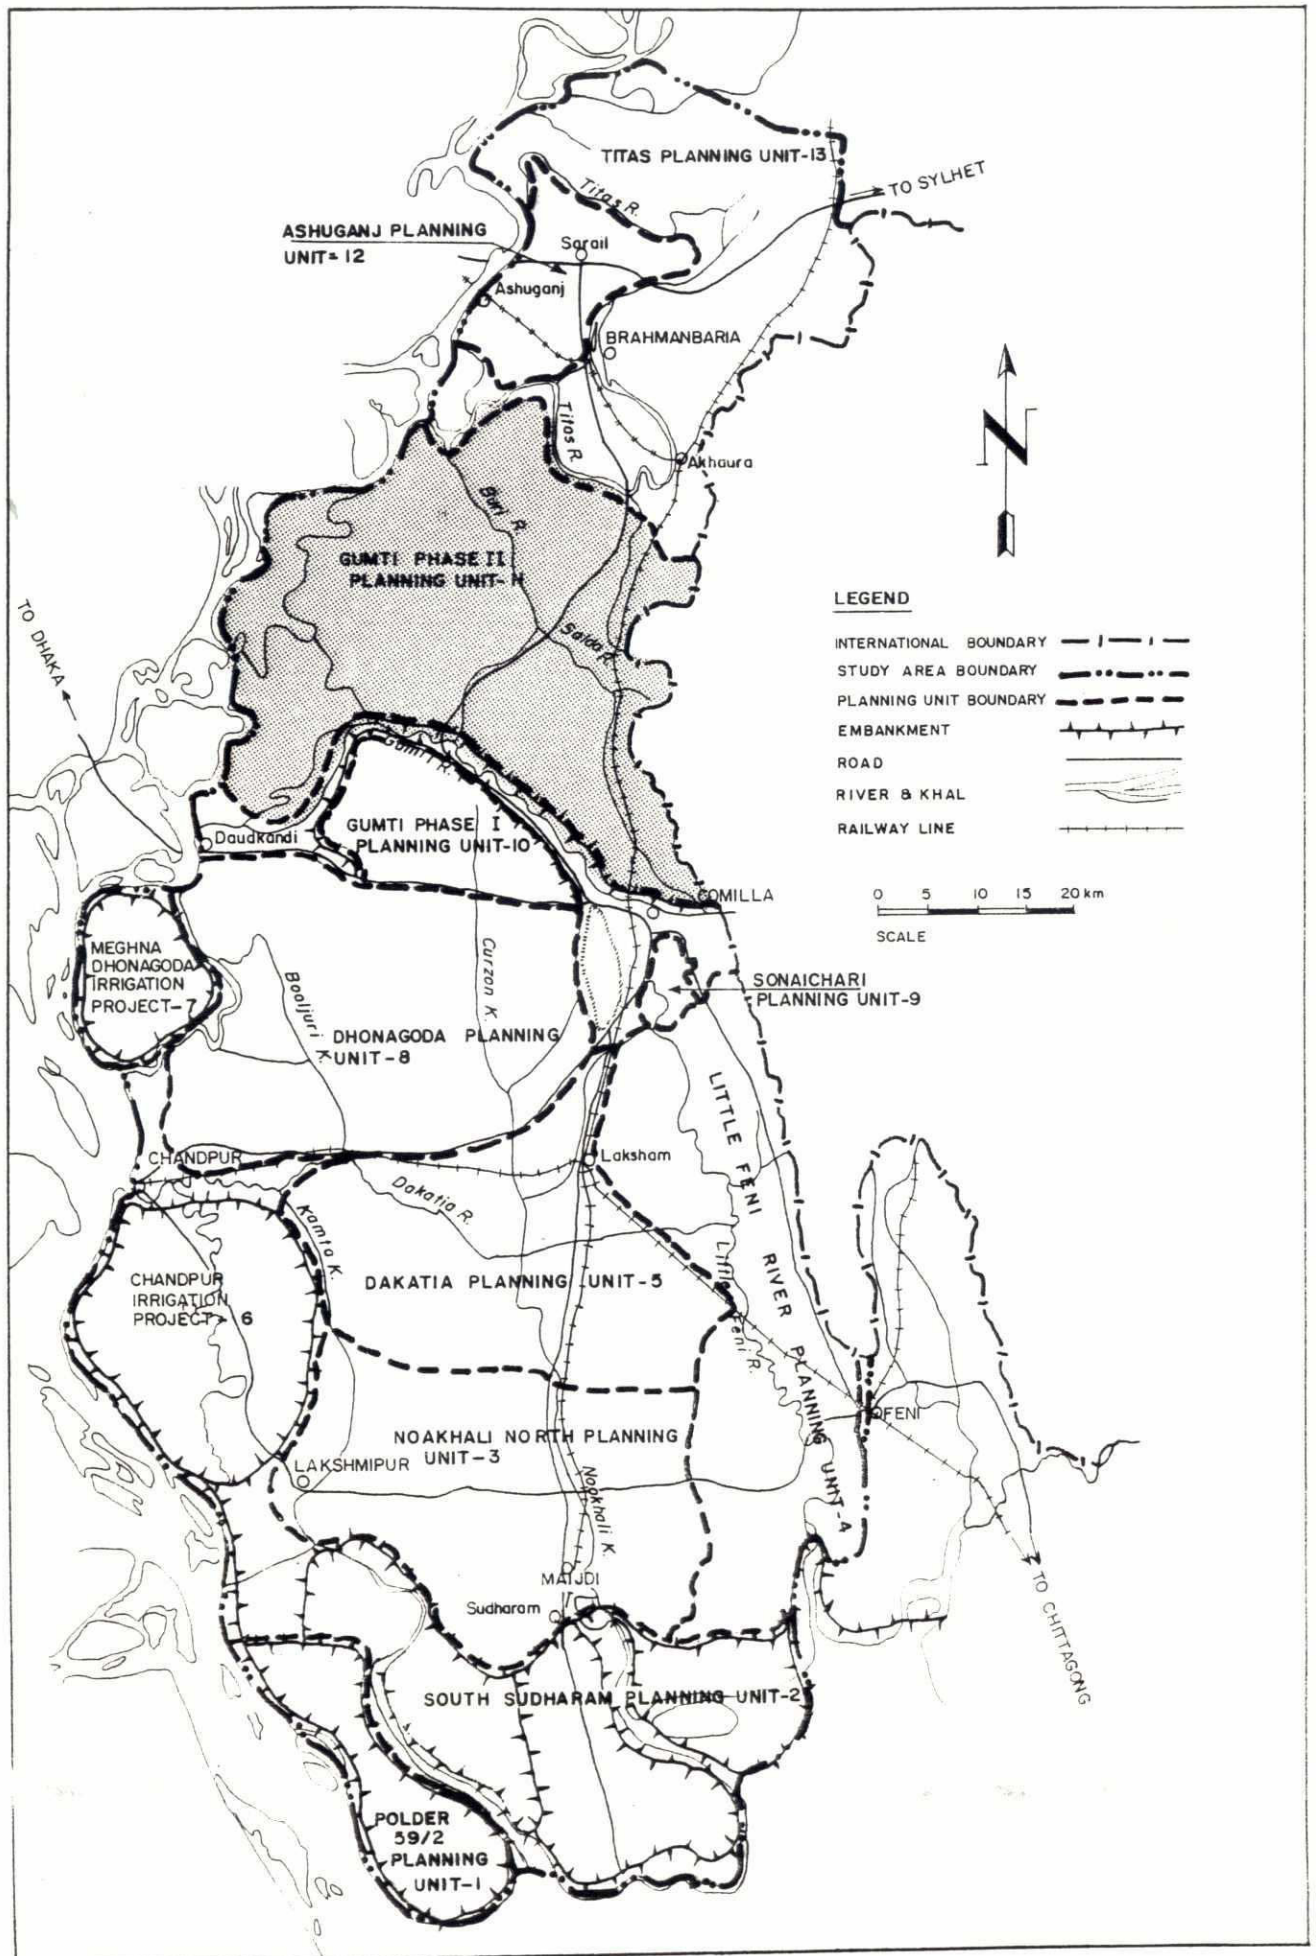 TITAS PLANNING UNIT-13
TO SYLHET
Titas R.
ASHUGANJ PLANNING
UNIT=12
Sarail
Ashuganj
BRAHMANBARIA
Titas R
Akhaura
Buri R.
GUMTI PHASE II
PLANNING UNIT-11
Salda R.
TO DHAKA
LEGEND
INTERNATIONAL BOUNDARY
STUDY AREA BOUNDARY
PLANNING UNIT BOUNDARY
EMBANKMENT
ROAD
RIVER & KHAL
RAILWAY LINE
0 5 10 15 20 km
SCALE
Gumti R.
Daudkandi
GUMTI PHASE I
PLANNING UNIT-10
COMILLA
MEGHNA
DHONAGODA
IRRIGATION
PROJECT-7
Booljuri K
Curzon K.
SONAICHARI
PLANNING UNIT-9
DHONAGODA PLANNING
UNIT-8
LITTLE FENI RIVER PLANNING UNIT-4
CHANDPUR
Laksham
Dakatia R.
Kamta K.
Little Feni R.
CHANDPUR
IRRIGATION
PROJECT-6
DAKATIA PLANNING UNIT-5
FENI
NOAKHALI NORTH PLANNING
UNIT-3
LAKSHMIPUR
Noakhali K.
MAIJDI
Sudharam
TO CHITTAGONG
SOUTH SUDHARAM PLANNING UNIT-2
POLDER
59/2
PLANNING
UNIT-1